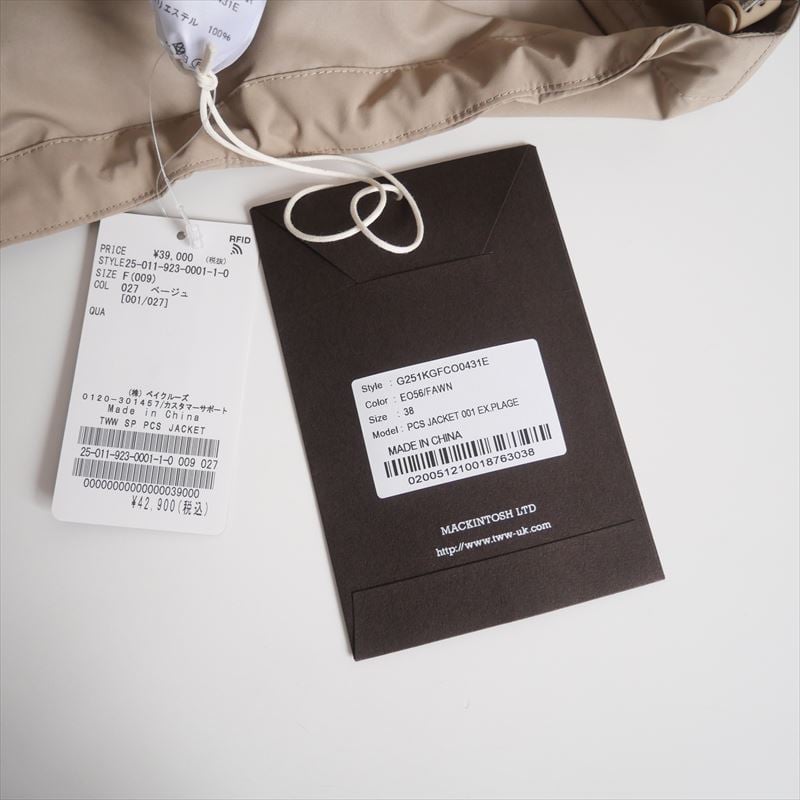 431E
リエステル 100%
RFID
PRICE ¥39,000 (税抜)
STYLE25-011-923-0001-1-0
SIZE F(009)
COL 027 ベージュ
[001/027]
QUA
(株)ベイクルーズ
0120-301457/カスタマーサポート
Made in China
TWW SP PCS JACKET
25-011-923-0001-1-0 009 027
00000000000000039000
¥42,900(税込)
Style : G251KGFCO0431E
Color : EO56/FAWN
Size : 38
Model : PCS JACKET 001 EX.PLAGE
MADE IN CHINA
020051210018763038
MACKINTOSH LTD
http://www.tww-uk.com